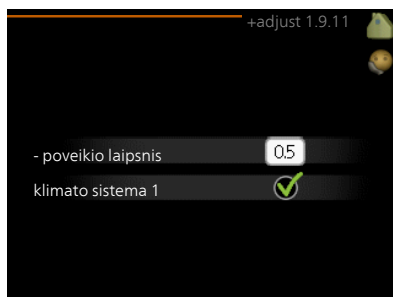 +adjust 1.9.11
- poveikio laipsnis 0.5
klimato sistema 1